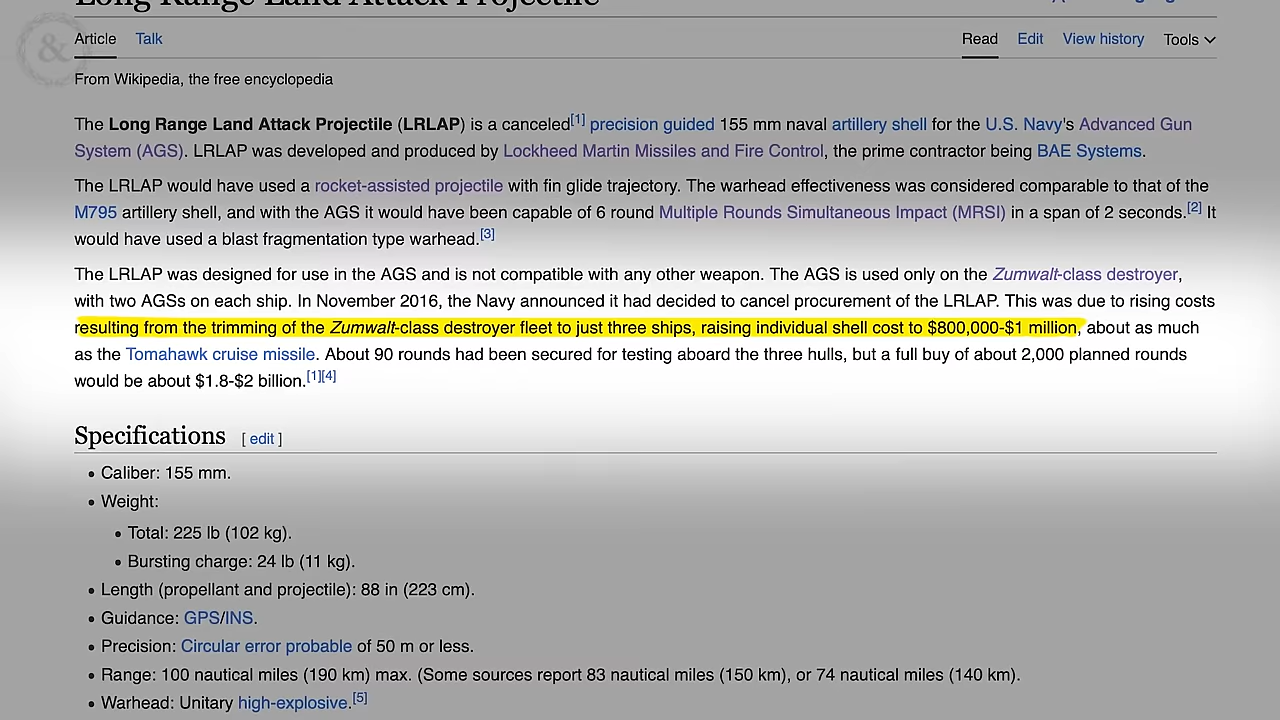 Long Range Land Attack Projectile
&
Article Talk Read Edit View history Tools
From Wikipedia, the free encyclopedia
The Long Range Land Attack Projectile (LRLAP) is a canceled[1] precision guided 155 mm naval artillery shell for the U.S. Navy's Advanced Gun
System (AGS). LRLAP was developed and produced by Lockheed Martin Missiles and Fire Control, the prime contractor being BAE Systems.
The LRLAP would have used a rocket-assisted projectile with fin glide trajectory. The warhead effectiveness was considered comparable to that of the
M795 artillery shell, and with the AGS it would have been capable of 6 round Multiple Rounds Simultaneous Impact (MRSI) in a span of 2 seconds.[2] It
would have used a blast fragmentation type warhead.[3]
The LRLAP was designed for use in the AGS and is not compatible with any other weapon. The AGS is used only on the Zumwalt-class destroyer,
with two AGSs on each ship. In November 2016, the Navy announced it had decided to cancel procurement of the LRLAP. This was due to rising costs
resulting from the trimming of the Zumwalt-class destroyer fleet to just three ships, raising individual shell cost to $800,000-$1 million, about as much
as the Tomahawk cruise missile. About 90 rounds had been secured for testing aboard the three hulls, but a full buy of about 2,000 planned rounds
would be about $1.8-$2 billion.[1][4]
Specifications [ edit ]
• Caliber: 155 mm.
• Weight:
• Total: 225 lb (102 kg).
• Bursting charge: 24 lb (11 kg).
• Length (propellant and projectile): 88 in (223 cm).
• Guidance: GPS/INS.
• Precision: Circular error probable of 50 m or less.
• Range: 100 nautical miles (190 km) max. (Some sources report 83 nautical miles (150 km), or 74 nautical miles (140 km).
• Warhead: Unitary high-explosive.[5]